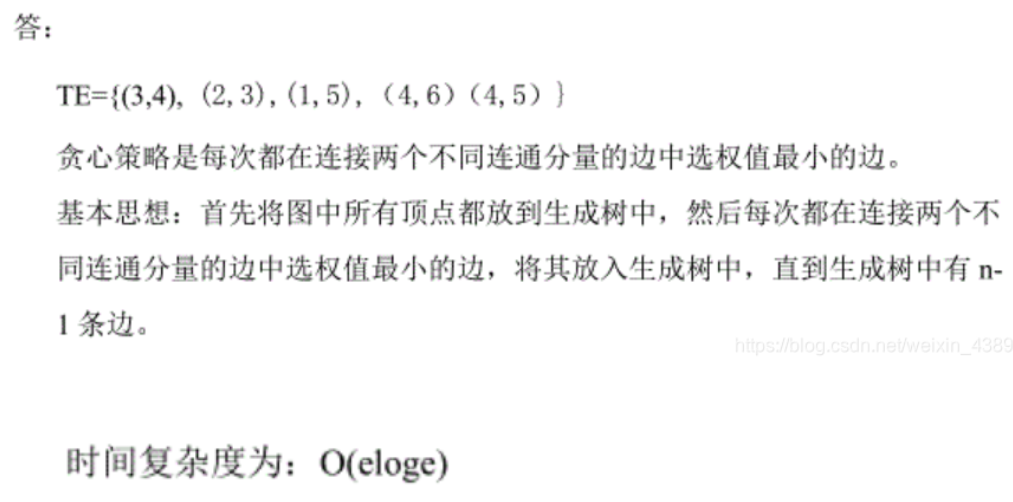 答：
TE={(3,4), (2,3),(1,5), （4,6）（4,5）}
贪心策略是每次都在连接两个不同连通分量的边中选权值最小的边。
基本思想：首先将图中所有顶点都放到生成树中，然后每次都在连接两个不
同连通分量的边中选权值最小的边，将其放入生成树中，直到生成树中有 n-
1 条边。
https://blog.csdn.net/weixin_4389
时间复杂度为：O(eloge)